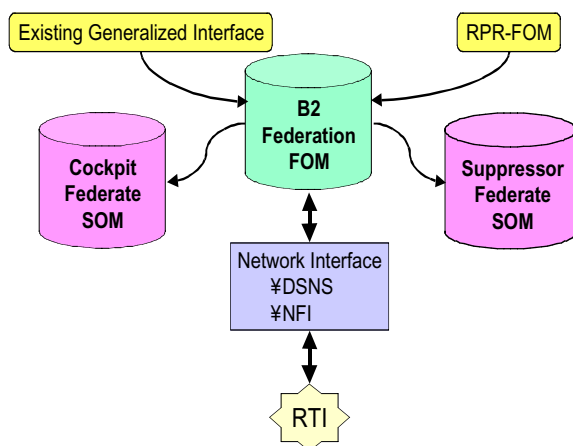 Existing Generalized Interface
RPR-FOM
B2
Federation
FOM
Cockpit
Federate
SOM
Suppressor
Federate
SOM
Network Interface
¥DSNS
¥NFI
RTI